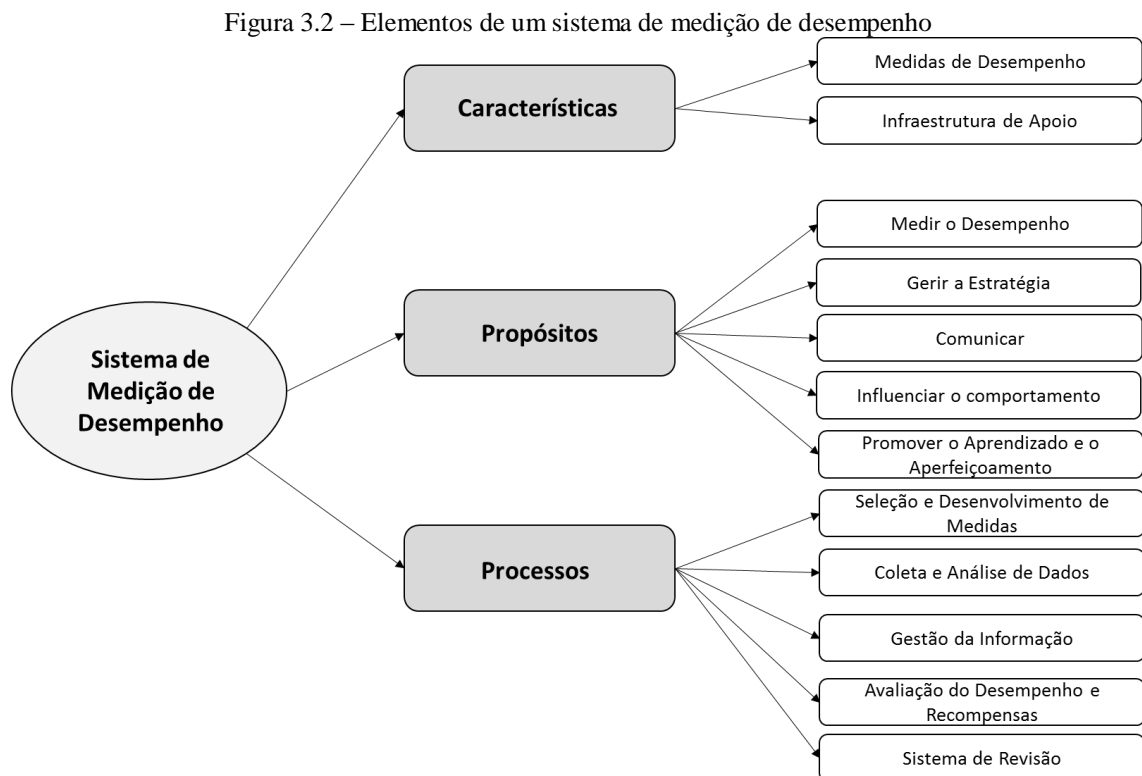 Figura 3.2 – Elementos de um sistema de medição de desempenho
Sistema de
Medição de
Desempenho
Característícas
Medidas de Desempenho
Infraestrutura de Apoio
Propósitos
Medir o Desempenho
Gerir a Estratégia
Comunicar
Influenciar o comportamento
Promover o Aprendizado e o
Aperfeiçoamento
Processos
Seleção e Desenvolvimento de
Medidas
Coleta e Análise de Dados
Gestão da Informação
Avaliação do Desempenho e
Recompensas
Sistema de Revisão